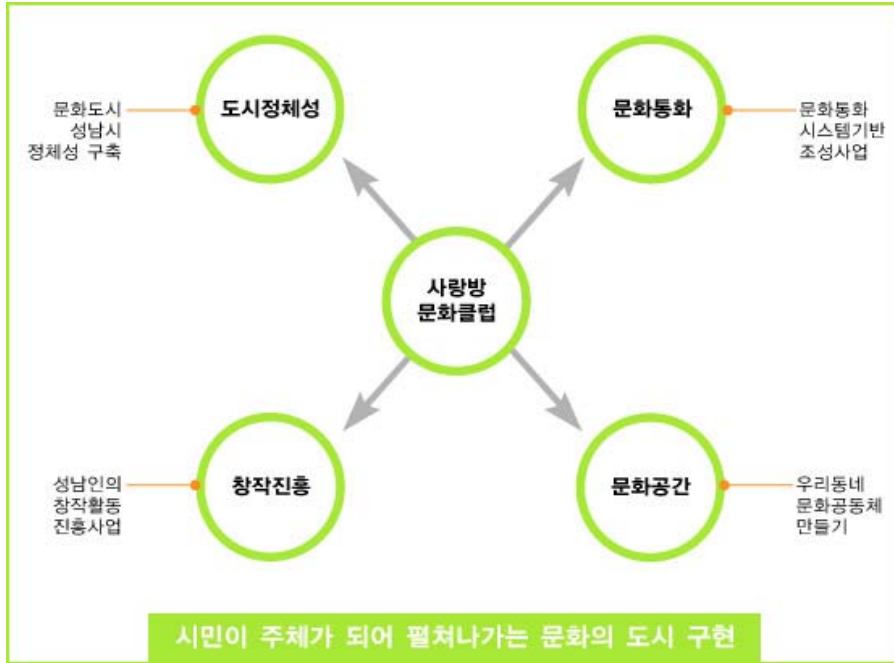 도시정체성
문화도시
성남시
정체성 구축
문화통화
문화통화
시스템기반
조성사업
사랑방
문화클럽
창작진흥
성남인의
창작활동
진흥사업
문화공간
우리동네
문화공동체
만들기
시민이 주체가 되어 펼쳐나가는 문화의 도시 구현